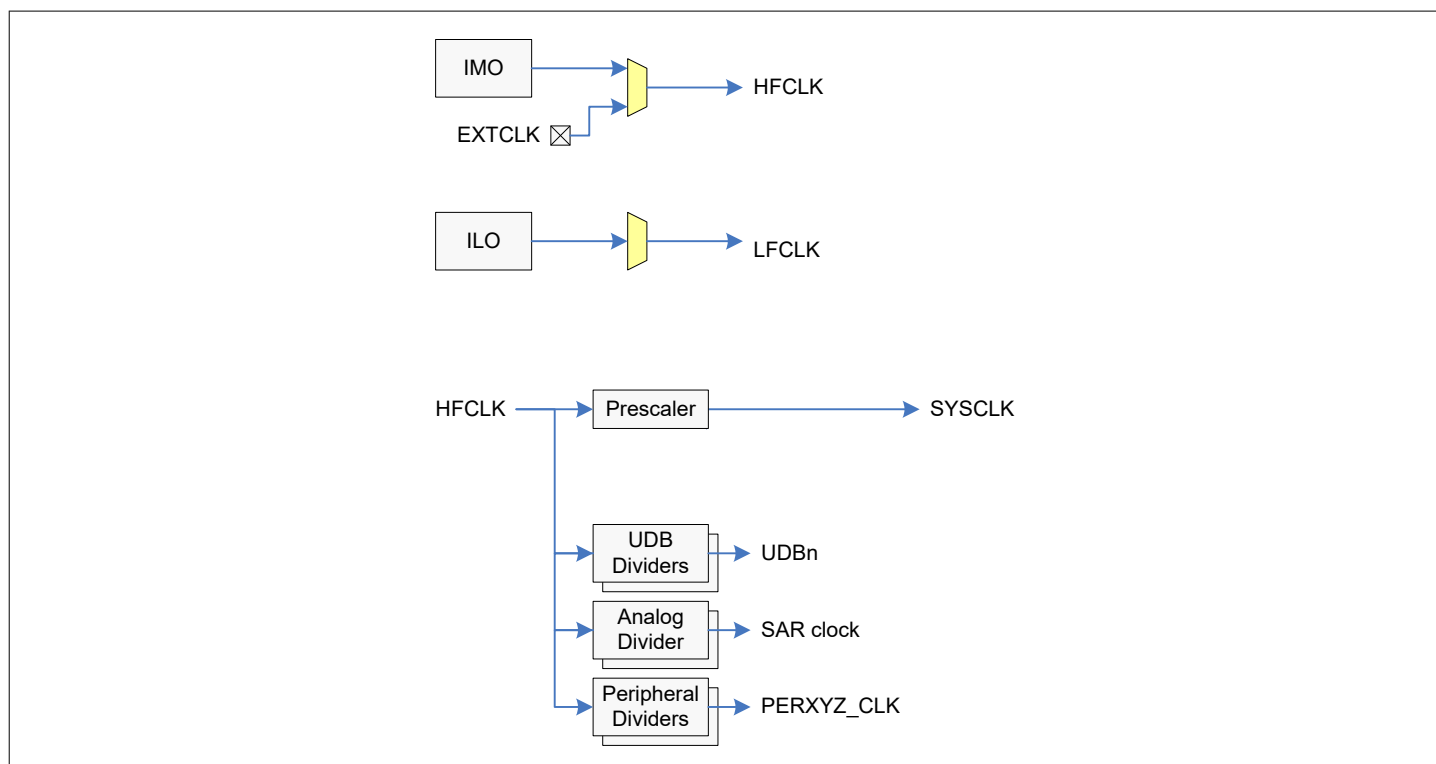 IMO
HFCLK
EXTCLK
ILO
LFCLK
HFCLK
Prescaler
SYSCLK
UDB
Dividers
UDBn
Analog
Divider
SAR clock
Peripheral
Dividers
PERXYZ_CLK